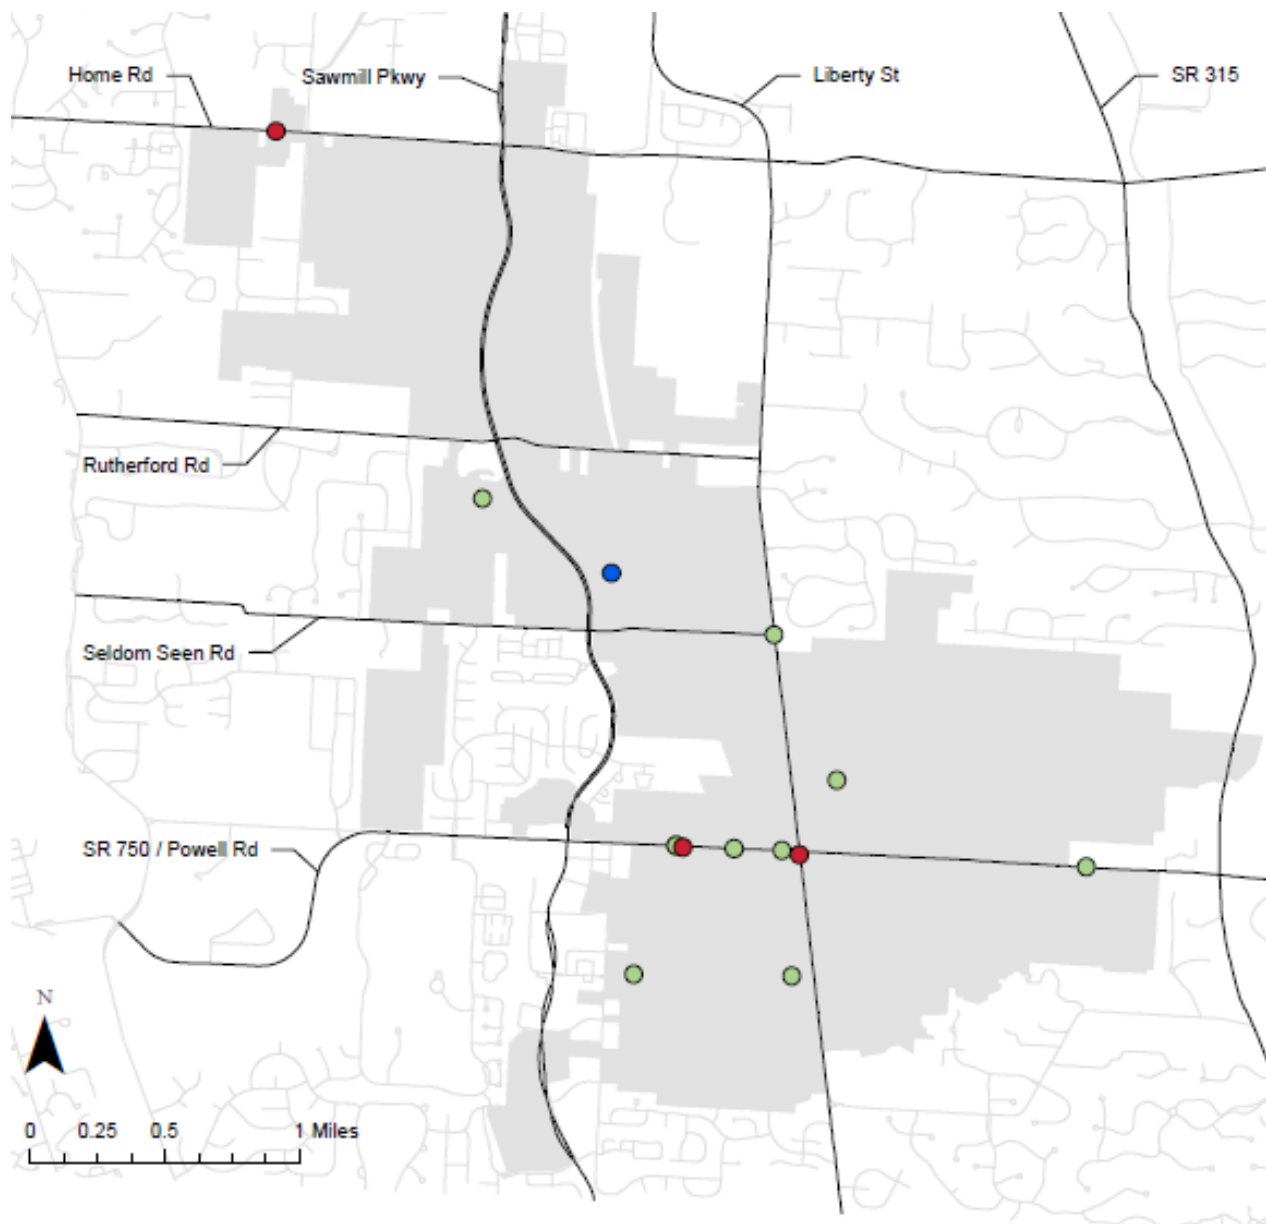 Home Rd
Sawmill Pkwy
Liberty St
SR 315
Rutherford Rd
Seldom Seen Rd
SR 750 / Powell Rd
N
0 0.25 0.5 1 Miles